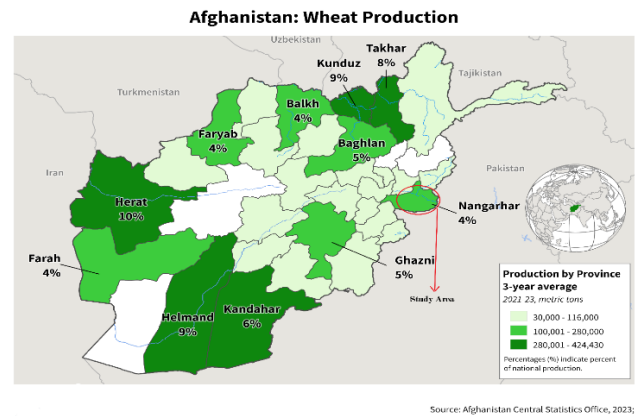 Afghanistan: Wheat Production
Uzbekistan
Takhar
8%
Kunduz
9%
Tajikistan
Turkmenistan
Balkh
4%
Faryab
4%
Baghlan
5%
Iran
Pakistan
Herat
10%
Nangarhar
4%
Farah
4%
Ghazni
5%
Study Area
Helmand
9%
Kandahar
6%
Production by Province
3-year average
2021-23, metric tons
30,000 - 116,000
100,001 - 280,000
280,001 - 424,430
Percentages (%) indicate percent
of national production.
Source: Afghanistan Central Statistics Office, 2023;